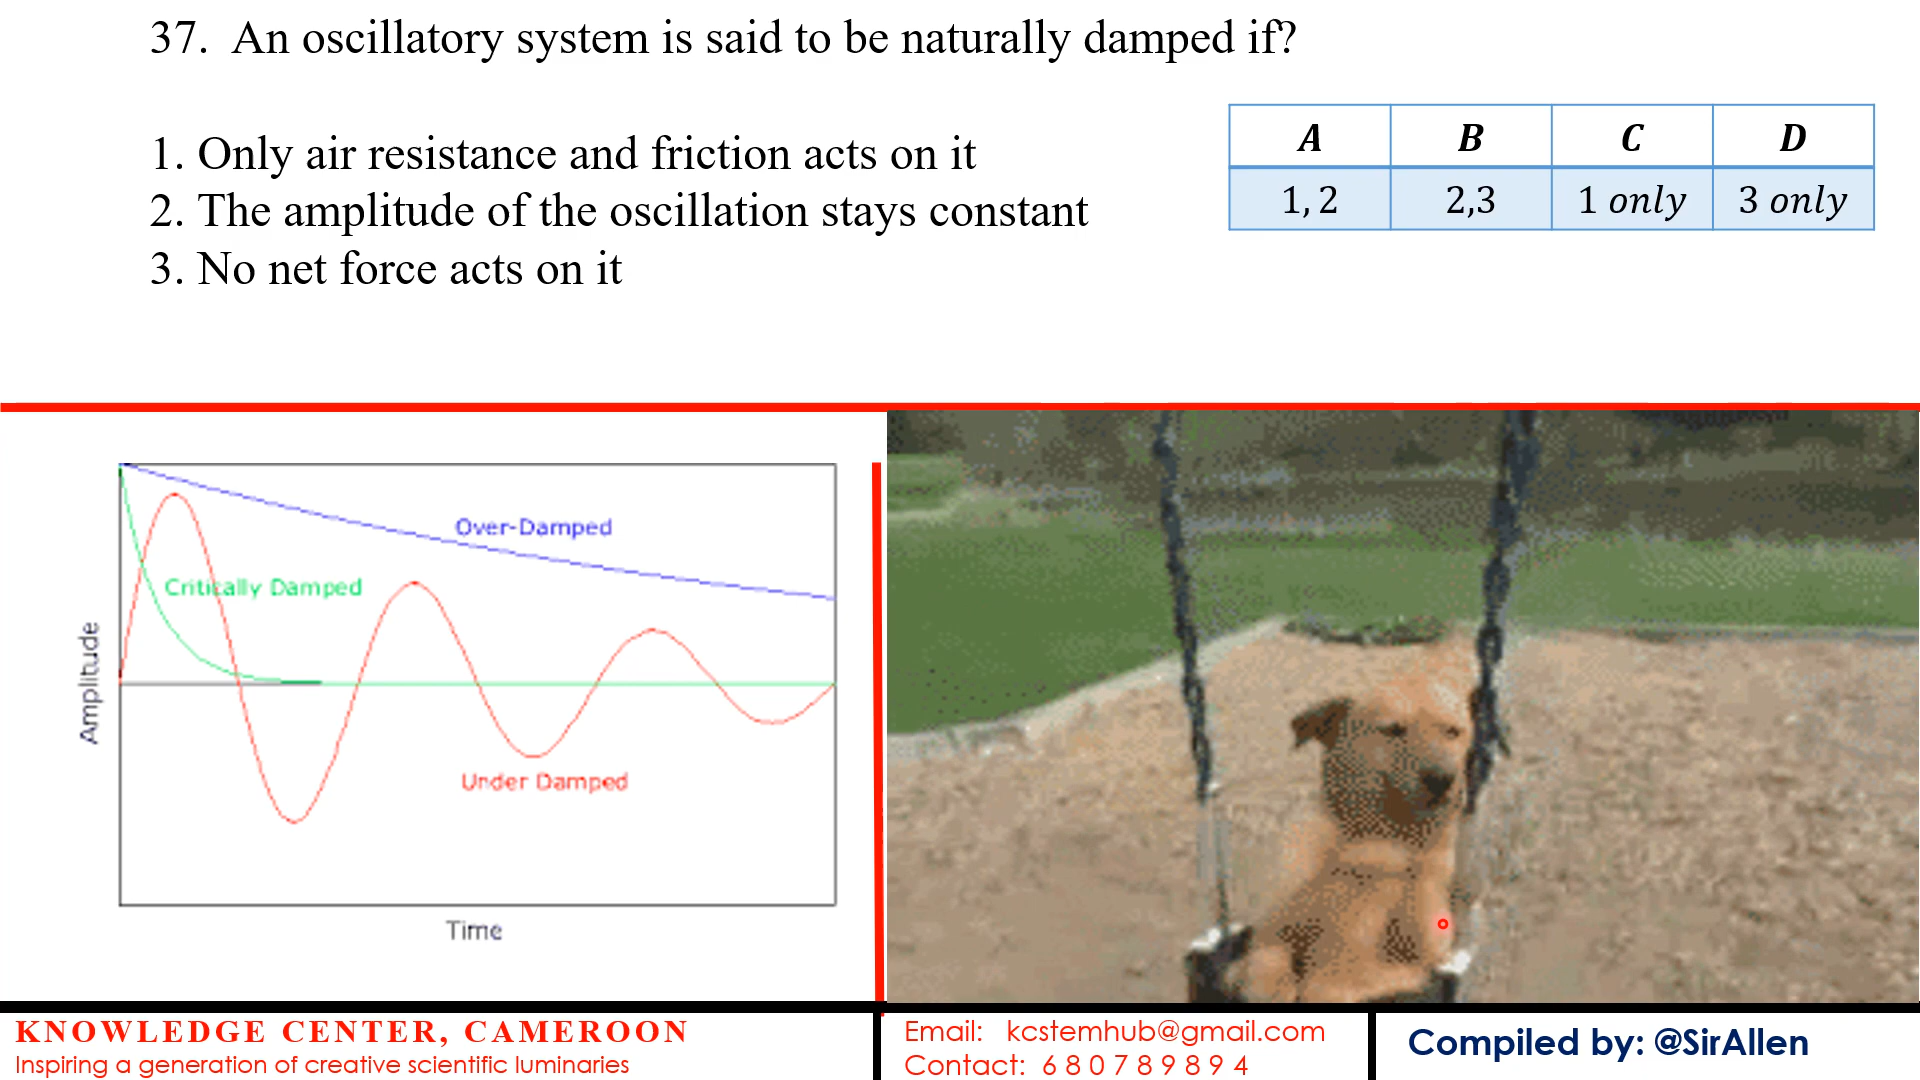 37. An oscillatory system is said to be naturally damped if?
1. Only air resistance and friction acts on it
2. The amplitude of the oscillation stays constant
3. No net force acts on it
A B C D
1, 2 2,3 1 only 3 only
Over-Damped
Critically Damped
Under Damped
Amplitude
Time
KNOWLEDGE CENTER, CAMEROON
Inspiring a generation of creative scientific luminaries
Email: kcstemhub@gmail.com
Contact: 6 8 0 7 8 9 8 9 4
Compiled by: @SirAllen